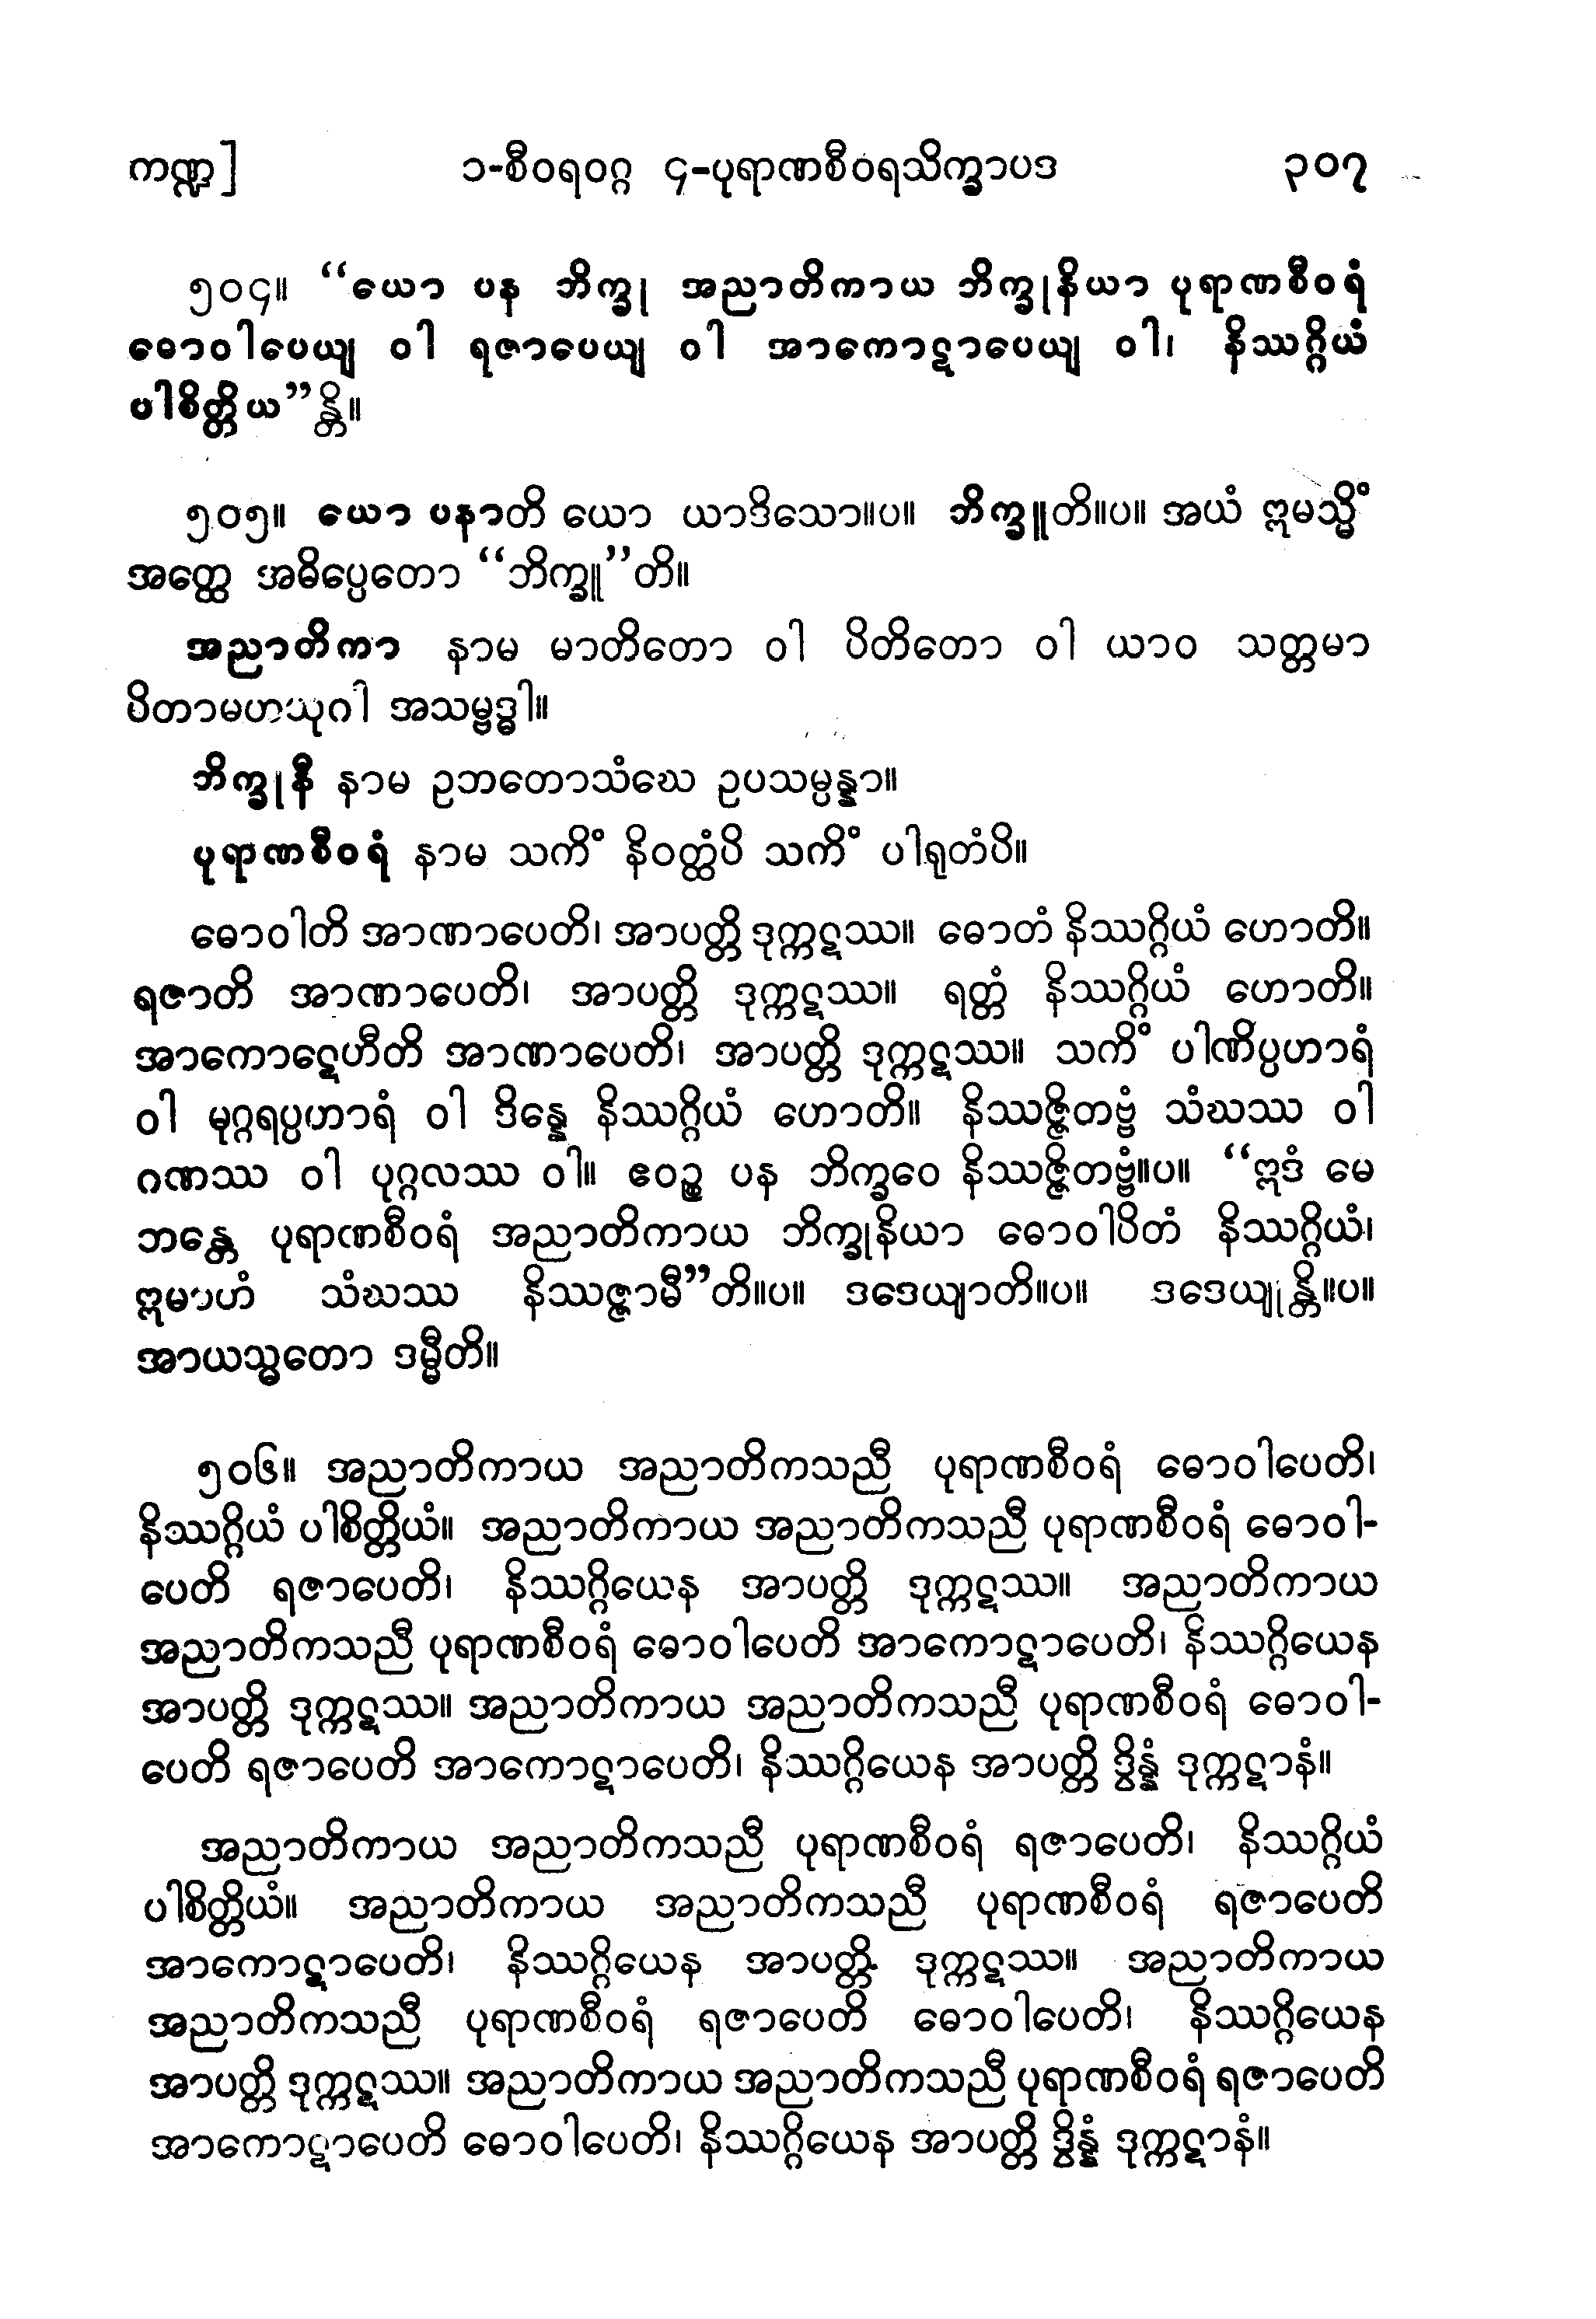 ကဏ္ဍ] ၁-စီဝရဝဂ္ဂ ၄-ပုရာဏစီဝရသိက္ခာပဒ ၃၀၇
၅၀၄။ “ယော ပန ဘိက္ခု အညာတိကာယ ဘိက္ခုနိယာ ပုရာဏစီဝရံ
ဓောဝါပေယျ ဝါ ရဇာပေယျ ဝါ အာကောဋာပေယျ ဝါ၊ နိဿဂ္ဂိယံ
ပါစိတ္တိယ”န္တိ။
၅၀၅။ ယော ပနာတိ ယော ယာဒိသော။ပ။ ဘိက္ခူတိ။ပ။ အယံ ဣမသ္မိံ
အတ္ထေ အဓိပ္ပေတော “ဘိက္ခူ”တိ။
အညာတိကာ နာမ မာတိတော ဝါ ပိတိတော ဝါ ယာဝ သတ္တမာ
ပိတာမဟယုဂါ အသမ္ဗဒ္ဓါ။
ဘိက္ခုနီ နာမ ဥဘတောသံဃေ ဥပသမ္ပန္နာ။
ပုရာဏစီဝရံ နာမ သကိံ နိဝတ္ထံပိ သကိံ ပါရုတံပိ။
ဓောဝါတိ အာဏာပေတိ၊ အာပတ္တိ ဒုက္ကဋဿ။ ဓောတံ နိဿဂ္ဂိယံ ဟောတိ။
ရဇာတိ အာဏာပေတိ၊ အာပတ္တိ ဒုက္ကဋဿ။ ရတ္တံ နိဿဂ္ဂိယံ ဟောတိ။
အာကောဋေဟီတိ အာဏာပေတိ၊ အာပတ္တိ ဒုက္ကဋဿ။ သကိံ ပါဏိပ္ပဟာရံ
ဝါ မုဂ္ဂရပ္ပဟာရံ ဝါ ဒိန္နေ နိဿဂ္ဂိယံ ဟောတိ။ နိဿဇ္ဇိတဗ္ဗံ သံဃဿ ဝါ
ဂဏဿ ဝါ ပုဂ္ဂလဿ ဝါ။ ဧဝဉ္စ ပန ဘိက္ခဝေ နိဿဇ္ဇိတဗ္ဗံ။ပ။ “ဣဒံ မေ
ဘန္တေ ပုရာဏစီဝရံ အညာတိကာယ ဘိက္ခုနိယာ ဓောဝါပိတံ နိဿဂ္ဂိယံ၊
ဣမာဟံ သံဃဿ နိဿဇ္ဇာမီ”တိ။ပ။ ဒဒေယျာတိ။ပ။ ဒဒေယျုန္တိ။ပ။
အာယသ္မတော ဒမ္မီတိ။
၅၀၆။ အညာတိကာယ အညာတိကသညီ ပုရာဏစီဝရံ ဓောဝါပေတိ၊
နိဿဂ္ဂိယံ ပါစိတ္တိယံ။ အညာတိကာယ အညာတိကသညီ ပုရာဏစီဝရံ ဓောဝါ-
ပေတိ ရဇာပေတိ၊ နိဿဂ္ဂိယေန အာပတ္တိ ဒုက္ကဋဿ။ အညာတိကာယ
အညာတိကသညီ ပုရာဏစီဝရံ ဓောဝါပေတိ အာကောဋာပေတိ၊ နိဿဂ္ဂိယေန
အာပတ္တိ ဒုက္ကဋဿ။ အညာတိကာယ အညာတိကသညီ ပုရာဏစီဝရံ ဓောဝါ-
ပေတိ ရဇာပေတိ အာကောဋာပေတိ၊ နိဿဂ္ဂိယေန အာပတ္တိ ဒွိန္နံ ဒုက္ကဋာနံ။
အညာတိကာယ အညာတိကသညီ ပုရာဏစီဝရံ ရဇာပေတိ၊ နိဿဂ္ဂိယံ
ပါစိတ္တိယံ။ အညာတိကာယ အညာတိကသညီ ပုရာဏစီဝရံ ရဇာပေတိ
အာကောဋာပေတိ၊ နိဿဂ္ဂိယေန အာပတ္တိ ဒုက္ကဋဿ။ အညာတိကာယ
အညာတိကသညီ ပုရာဏစီဝရံ ရဇာပေတိ ဓောဝါပေတိ၊ နိဿဂ္ဂိယေန
အာပတ္တိ ဒုက္ကဋဿ။ အညာတိကာယ အညာတိကသညီ ပုရာဏစီဝရံ ရဇာပေတိ
အာကောဋာပေတိ ဓောဝါပေတိ၊ နိဿဂ္ဂိယေန အာပတ္တိ ဒွိန္နံ ဒုက္ကဋာနံ။